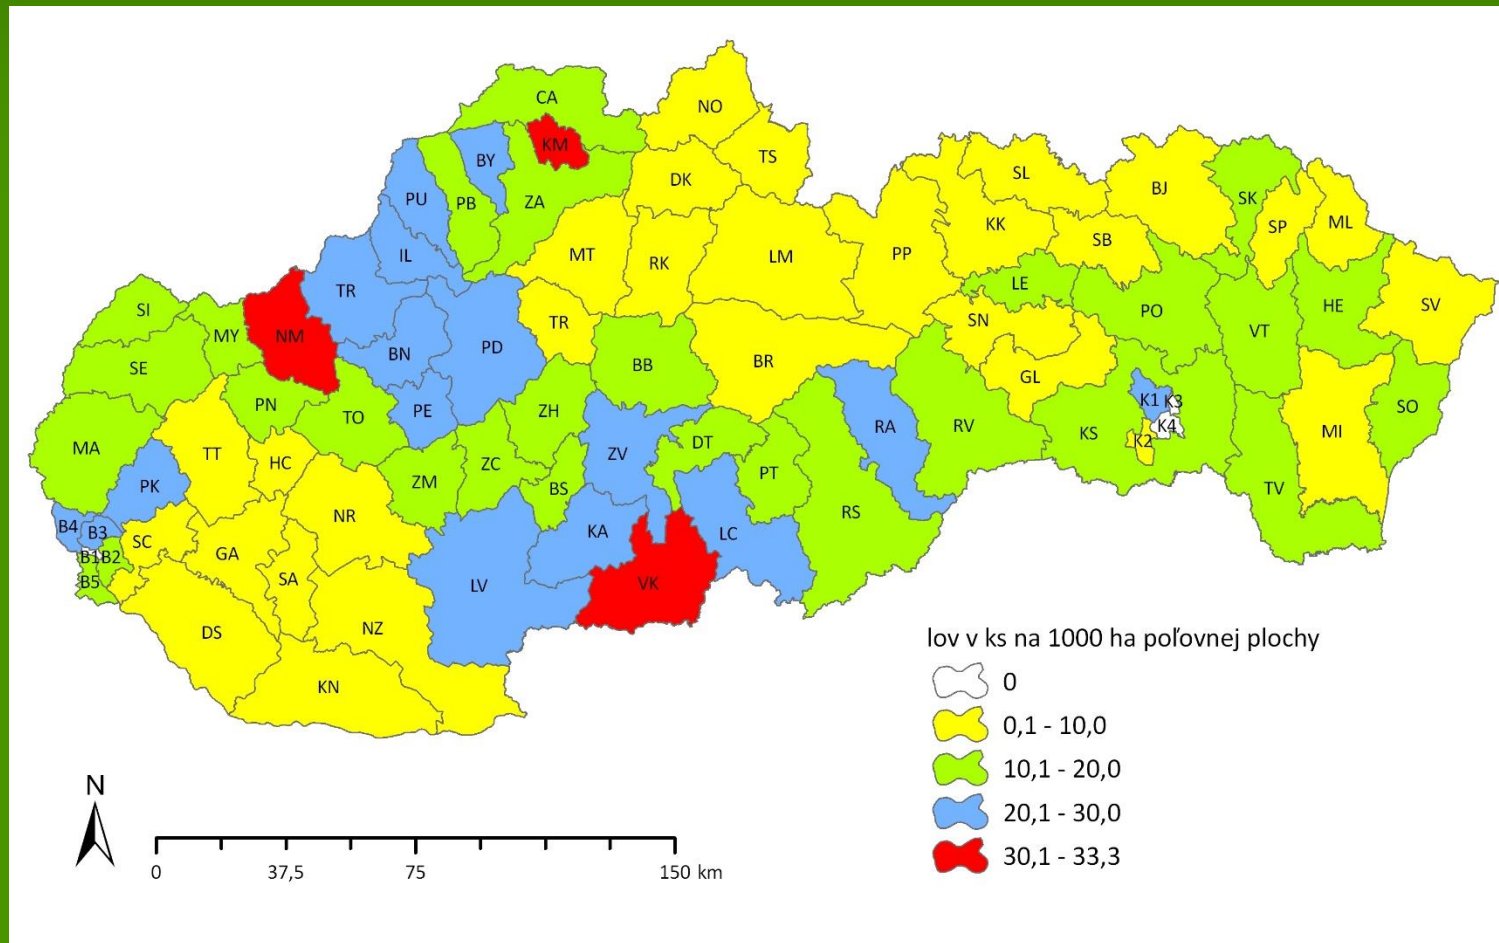 CA
NO
KM
BY
TS
DK
SL
BJ
SK
PU
PB
ZA
KK
SB
SP
ML
IL
MT
RK
LM
PP
TR
LE
SI
MY
NM
TR
SN
PO
VT
HE
SV
SE
BN
PD
BB
BR
GL
PN
TO
PE
ZH
RA
RV
K1
K3
SO
MA
TT
HC
ZC
ZV
DT
KS
K2
K4
MI
PK
ZM
BS
PT
TV
B4
B3
SC
NR
KA
LC
RS
B1
B2
GA
B5
SA
LV
VK
DS
NZ
KN
lov v ks na 1000 ha poľovnej plochy
0
0,1 - 10,0
10,1 - 20,0
20,1 - 30,0
30,1 - 33,3
N
0 37,5 75 150 km